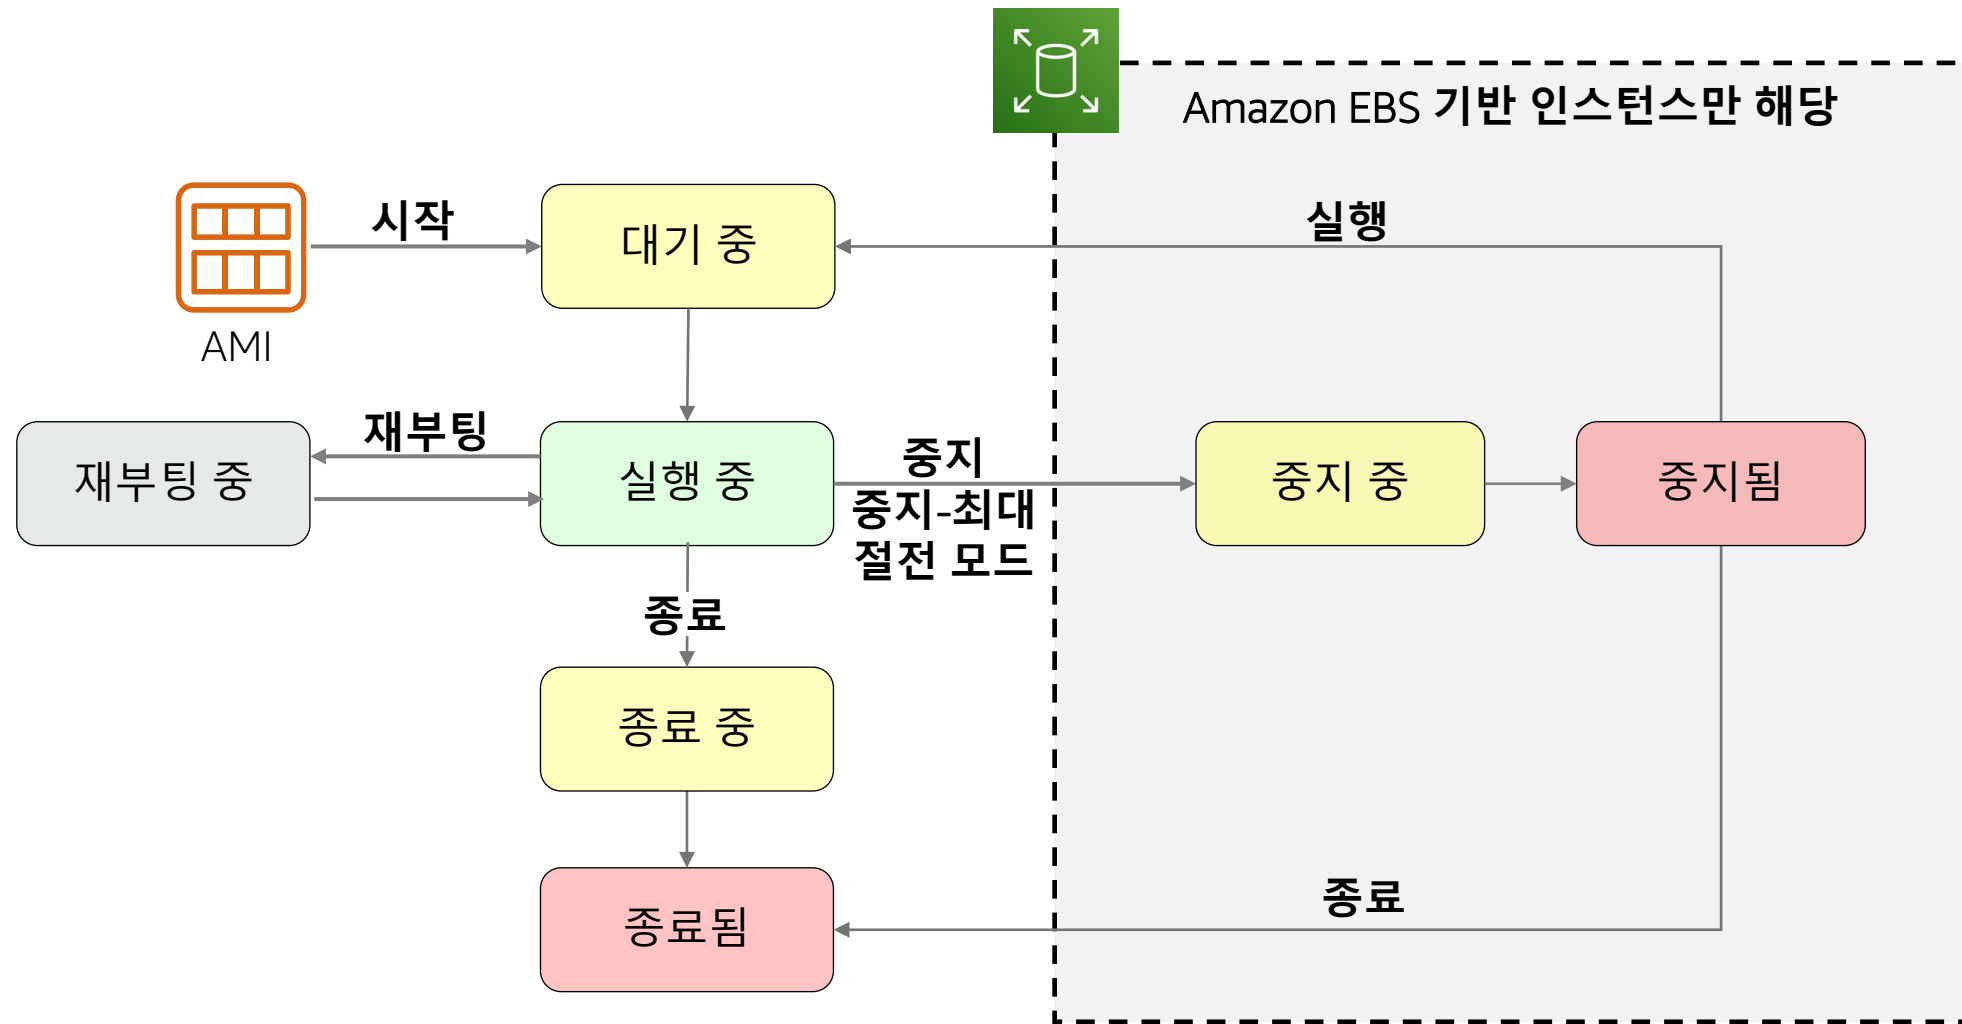 Amazon EBS 기반 인스턴스만 해당
시작
대기 중
실행
AMI
재부팅 중
재부팅
실행 중
중지
중지-최대
절전 모드
중지 중
중지됨
종료
종료 중
종료됨
종료